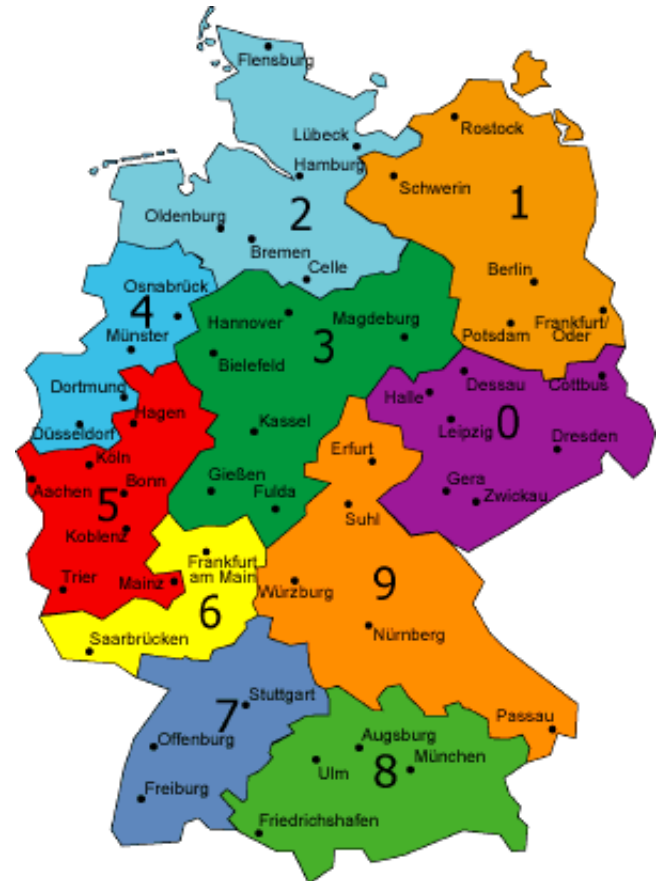 Flensburg
Rostock
Lübeck
Hamburg
Schwerin
1
2
Oldenburg
Bremen
Berlin
Celle
Osnabrück
4
Hannover
Magdeburg
Frankfurt/
Oder
Potsdam
3
Münster
Bielefeld
Dessau
Cottbus
Dortmung
Halle
Hagen
Kassel
Leipzig
0
Düsseldorf
Erfurt
Dresden
Köln
Aachen
Bonn
Gießen
Gera
Fulda
Zwickau
5
Suhl
Koblenz
Frankfurt
am Main
Trier
Mainz
Würzburg
9
6
Nürnberg
Saarbrücken
Stuttgart
7
Passau
Offenburg
Augsburg
München
Ulm
8
Freiburg
Friedrichshafen